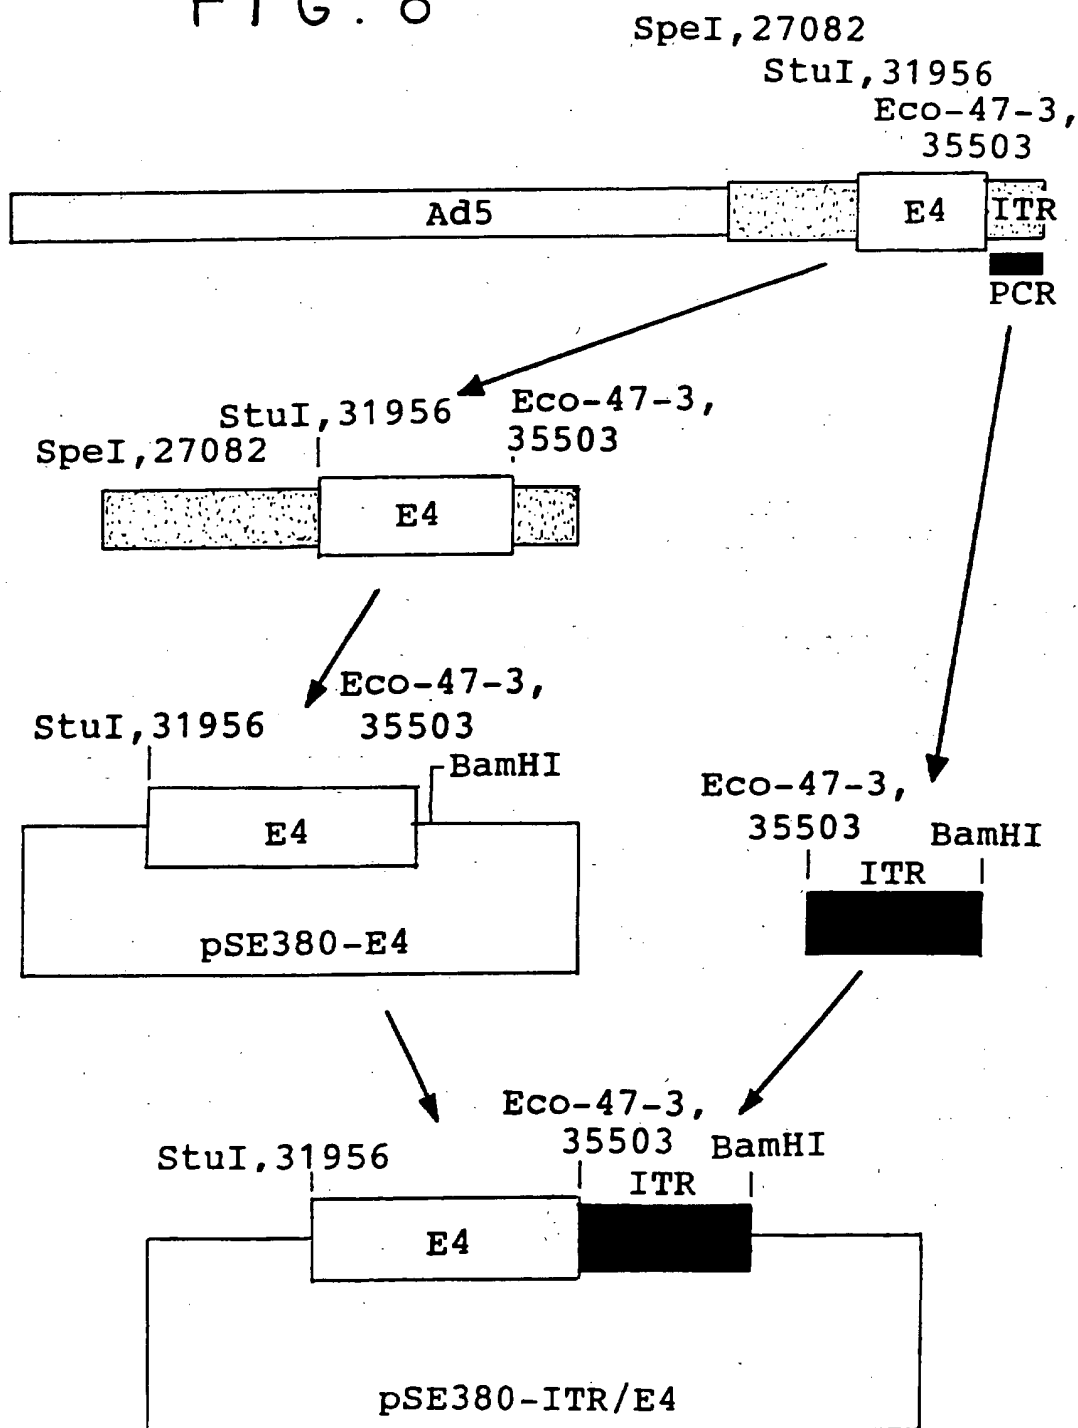 FIG. 8
SpeI,27082
StuI,31956
Eco-47-3,
35503
Ad5
E4
ITR
PCR
StuI,31956
Eco-47-3,
35503
SpeI,27082
E4
Eco-47-3,
35503
StuI,31956
BamHI
E4
pSE380-E4
Eco-47-3,
35503
BamHI
ITR
Eco-47-3,
35503
BamHI
StuI,31956
ITR
E4
pSE380-ITR/E4